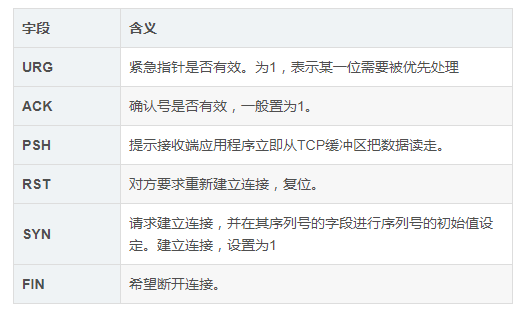 字段 含义
URG 紧急指针是否有效。为1，表示某一位需要被优先处理
ACK 确认号是否有效，一般置为1。
PSH 提示接收端应用程序立即从TCP缓冲区把数据读走。
RST 对方要求重新建立连接，复位。
SYN 请求建立连接，并在其序列号的字段进行序列号的初始值设
定。建立连接，设置为1
FIN 希望断开连接。